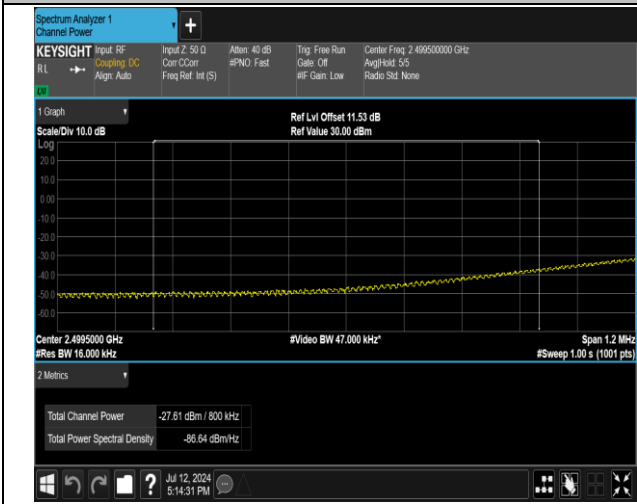 Spectrum Analyzer 1
Channel Power
+
KEYSIGHT Input: RF Input Z: 50 Ω Atten: 40 dB Trig: Free Run Center Freq: 2.499500000 GHz
RL Coupling: DC Corr CCorr #PNO: Fast Gate: Off Avg|Hold: 5/5
Align: Auto Freq Ref: Int (S) #IF Gain: Low Radio Std: None
1 Graph
Ref Lvl Offset 11.53 dB
Scale/Div 10.0 dB Ref Value 30.00 dBm
Log
20.0
10.0
0.00
-10.0
-20.0
-30.0
-40.0
-50.0
-60.0
Center 2.4995000 GHz #Video BW 47.000 kHz* Span 1.2 MHz
#Res BW 16.000 kHz #Sweep 1.00 s (1001 pts)
2 Metrics
Total Channel Power -27.61 dBm / 800 kHz
Total Power Spectral Density -86.64 dBm/Hz
? Jul 12, 2024
5:14:31 PM